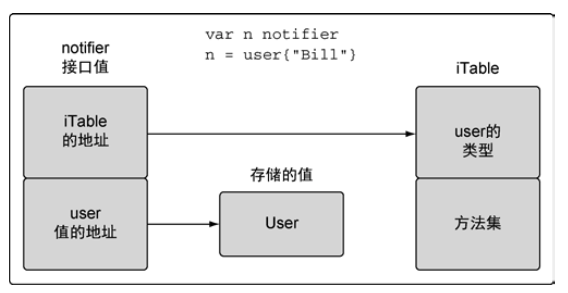 var n notifier
n = user{"Bill"}
notifier
接口值
iTable
iTable
的地址
user的
类型
存储的值
user
值的地址
User
方法集